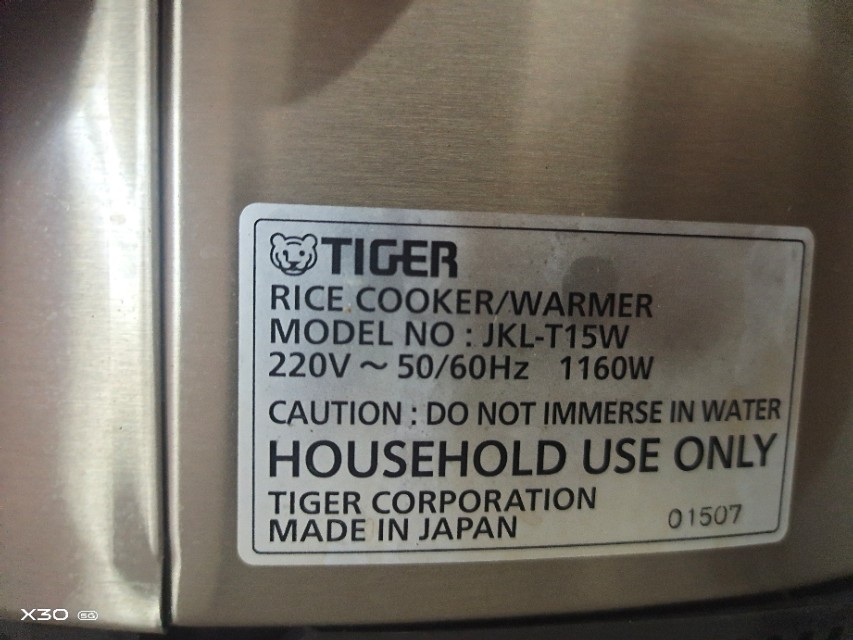 TIGER
RICE COOKER/WARMER
MODEL NO : JKL-T15W
220V ~ 50/60Hz 1160W
CAUTION : DO NOT IMMERSE IN WATER
HOUSEHOLD USE ONLY
TIGER CORPORATION
MADE IN JAPAN 01507
X30 5G